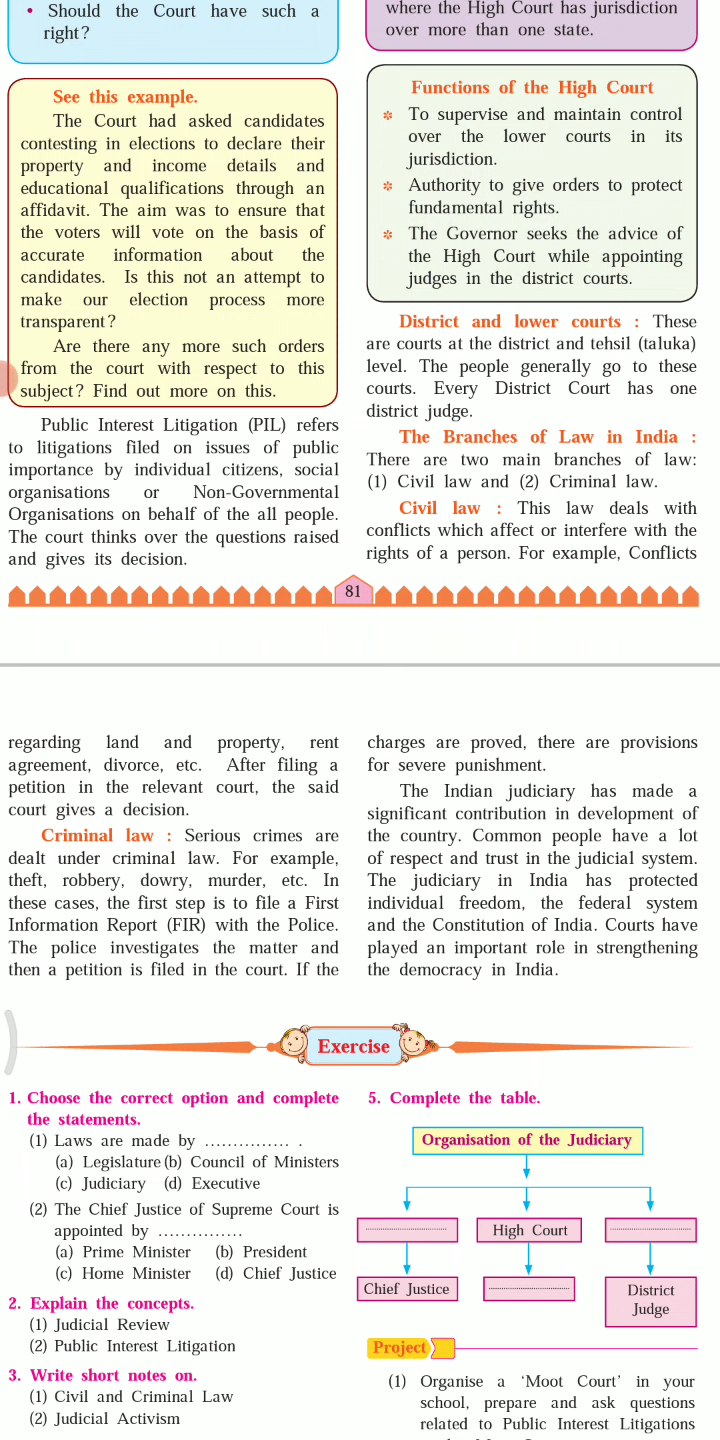 • Should the Court have such a
right?
See this example.
The Court had asked candidates
contesting in elections to declare their
property and income details and
educational qualifications through an
affidavit. The aim was to ensure that
the voters will vote on the basis of
accurate information about the
candidates. Is this not an attempt to
make our election process more
transparent?
Are there any more such orders
from the court with respect to this
subject? Find out more on this.
Public Interest Litigation (PIL) refers
to litigations filed on issues of public
importance by individual citizens, social
organisations or Non-Governmental
Organisations on behalf of the all people.
The court thinks over the questions raised
and gives its decision.
where the High Court has jurisdiction
over more than one state.
Functions of the High Court
✲ To supervise and maintain control
over the lower courts in its
jurisdiction.
✲ Authority to give orders to protect
fundamental rights.
✲ The Governor seeks the advice of
the High Court while appointing
judges in the district courts.
District and lower courts : These
are courts at the district and tehsil (taluka)
level. The people generally go to these
courts. Every District Court has one
district judge.
The Branches of Law in India :
There are two main branches of law:
(1) Civil law and (2) Criminal law.
Civil law : This law deals with
conflicts which affect or interfere with the
rights of a person. For example, Conflicts
81
regarding land and property, rent
agreement, divorce, etc. After filing a
petition in the relevant court, the said
court gives a decision.
Criminal law : Serious crimes are
dealt under criminal law. For example,
theft, robbery, dowry, murder, etc. In
these cases, the first step is to file a First
Information Report (FIR) with the Police.
The police investigates the matter and
then a petition is filed in the court. If the
charges are proved, there are provisions
for severe punishment.
The Indian judiciary has made a
significant contribution in development of
the country. Common people have a lot
of respect and trust in the judicial system.
The judiciary in India has protected
individual freedom, the federal system
and the Constitution of India. Courts have
played an important role in strengthening
the democracy in India.
Exercise
1. Choose the correct option and complete
the statements.
(1) Laws are made by ............... .
(a) Legislature (b) Council of Ministers
(c) Judiciary (d) Executive
(2) The Chief Justice of Supreme Court is
appointed by ...............
(a) Prime Minister (b) President
(c) Home Minister (d) Chief Justice
2. Explain the concepts.
(1) Judicial Review
(2) Public Interest Litigation
3. Write short notes on.
(1) Civil and Criminal Law
(2) Judicial Activism
5. Complete the table.
Organisation of the Judiciary
High Court
Chief Justice
District
Judge
Project
(1) Organise a ‘Moot Court’ in your
school, prepare and ask questions
related to Public Interest Litigations